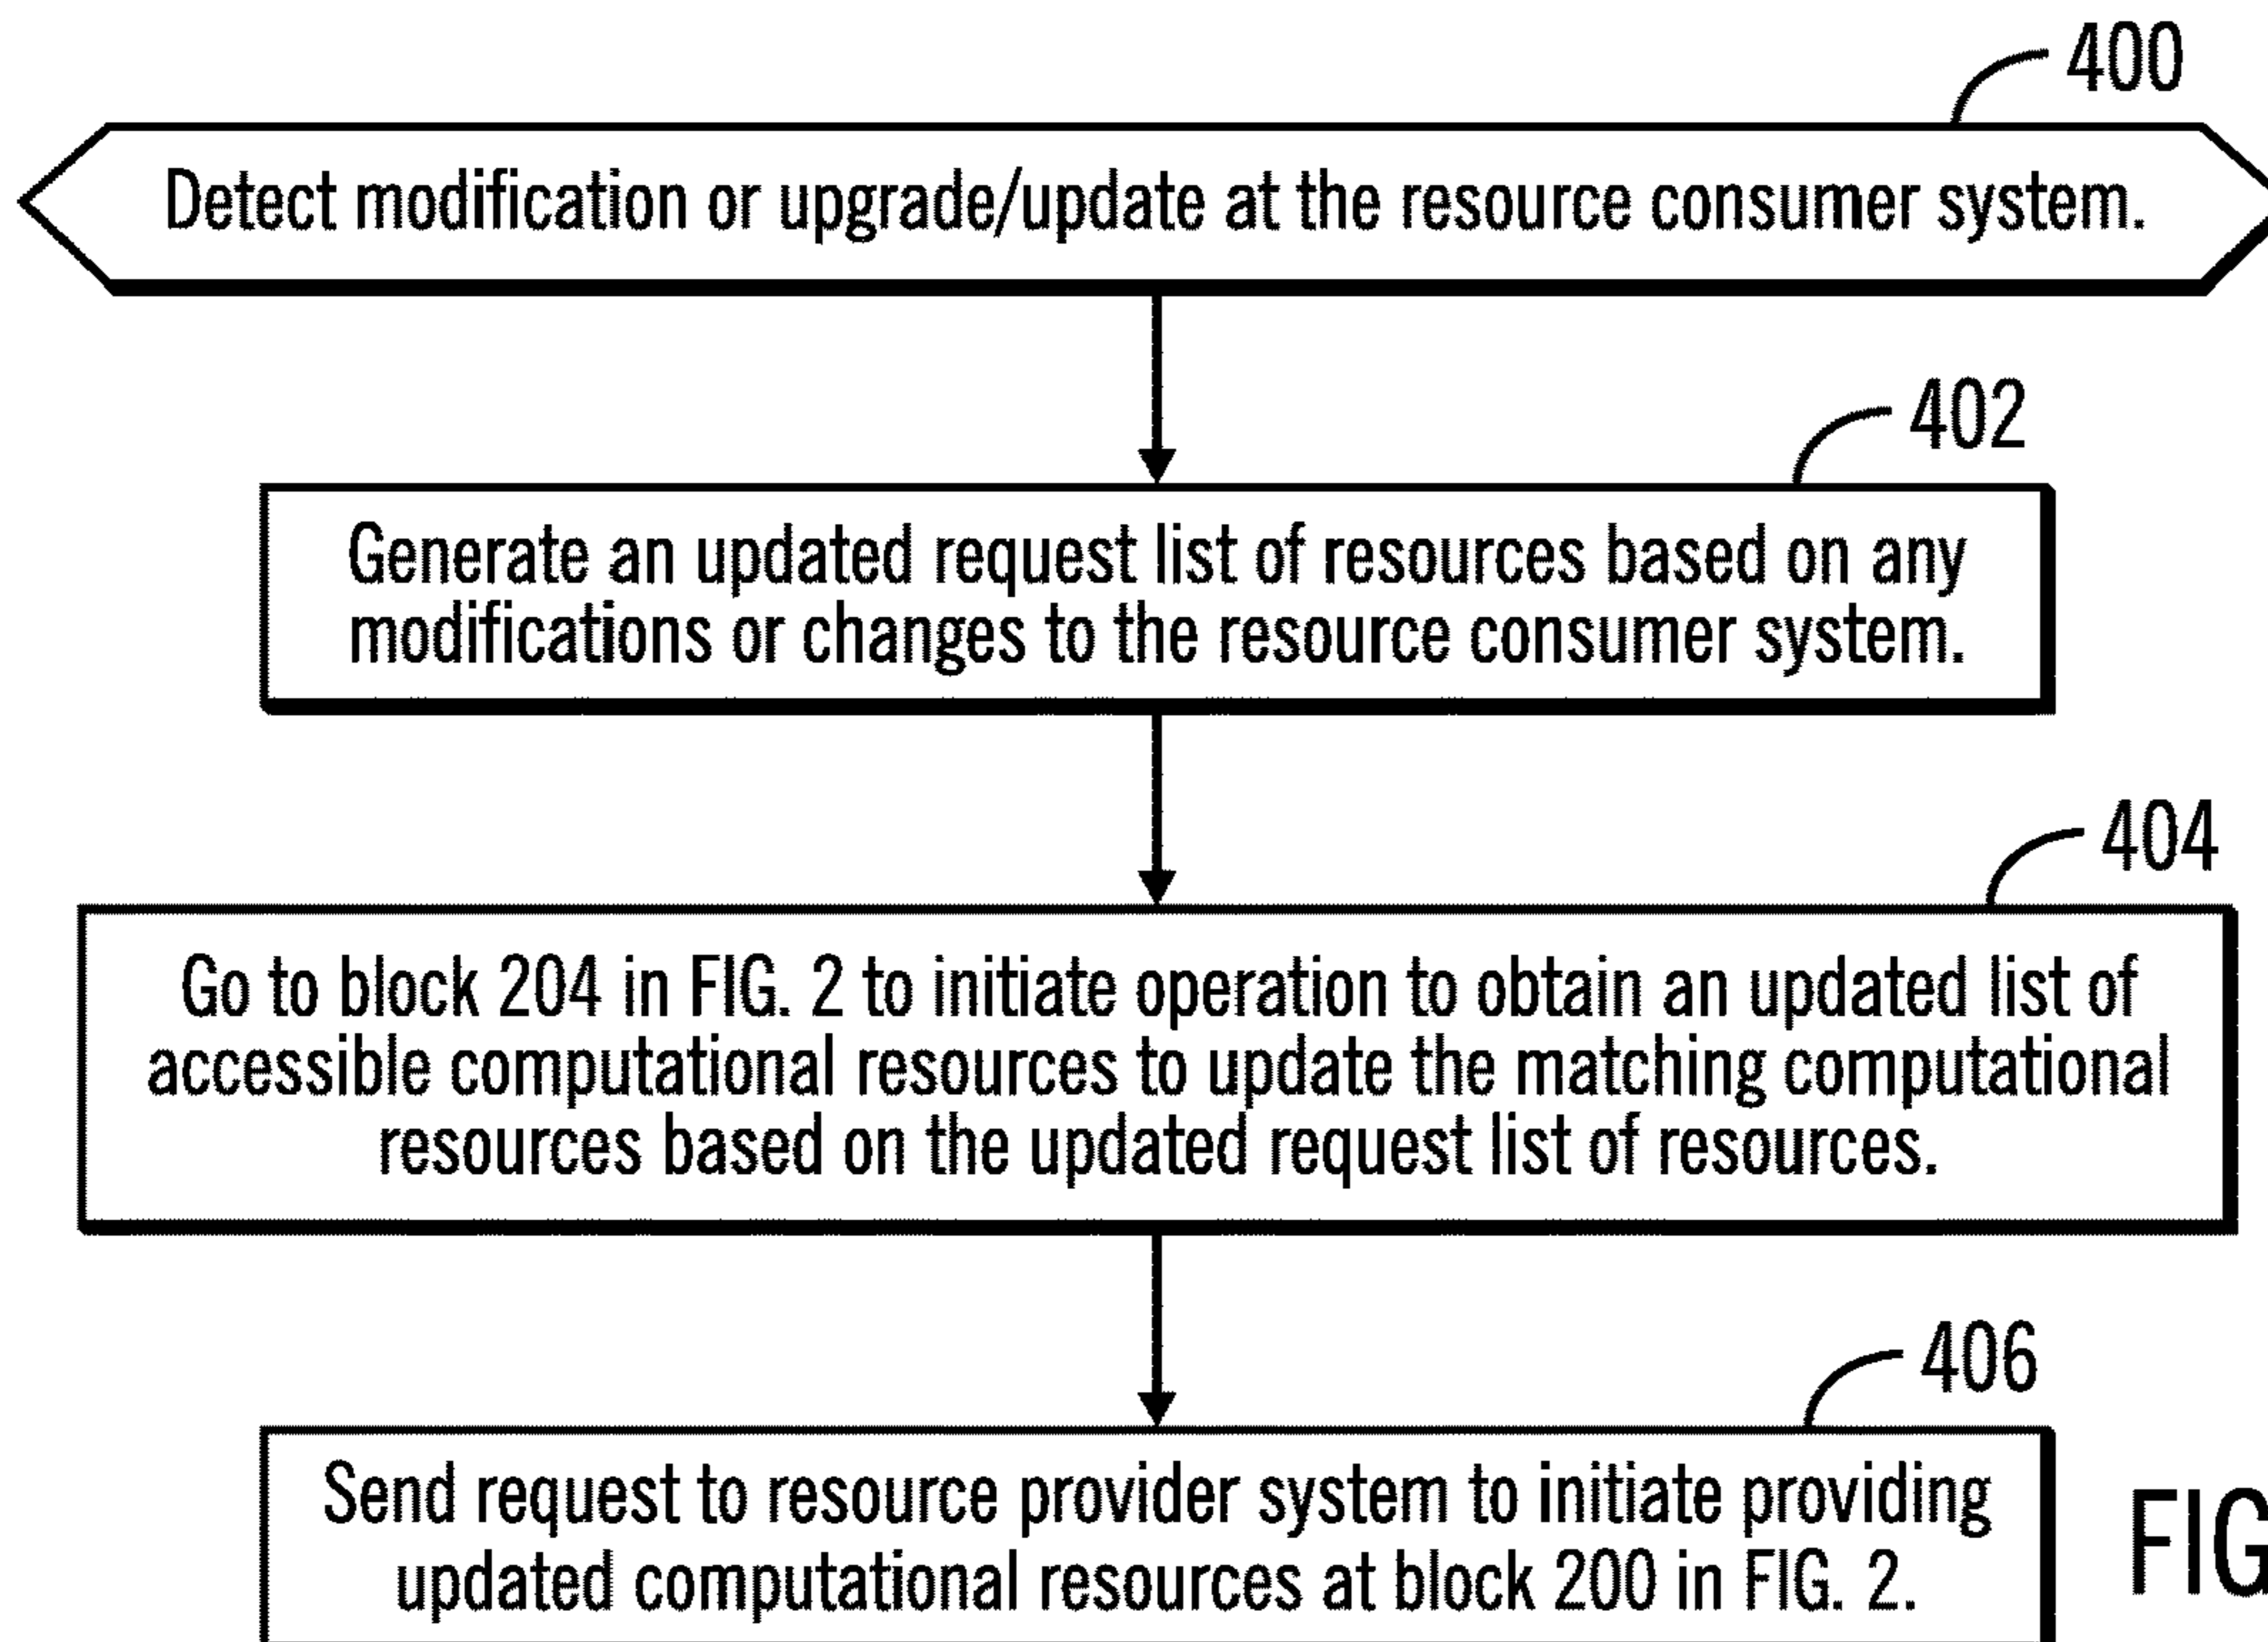 400
Detect modification or upgrade/update at the resource consumer system.
402
Generate an updated request list of resources based on any
modifications or changes to the resource consumer system.
404
Go to block 204 in FIG. 2 to initiate operation to obtain an updated list of
accessible computational resources to update the matching computational
resources based on the updated request list of resources.
406
Send request to resource provider system to initiate providing
updated computational resources at block 200 in FIG. 2.
FIG